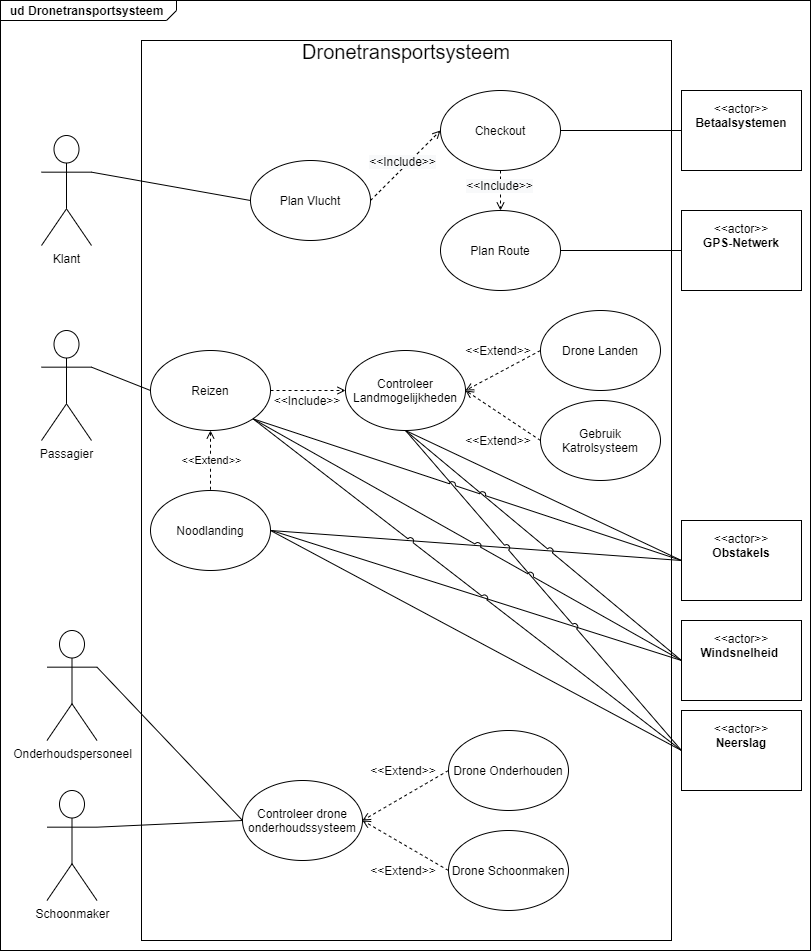 ud Dronetransportsysteem
Dronetransportsysteem
Klant
Plan Vlucht
<<Include>>
Checkout
<<Include>>
Plan Route
<<actor>>
Betaalsystemen
<<actor>>
GPS-Netwerk
Passagier
Reizen
<<Include>>
Controleer
Landmogelijkheden
<<Extend>>
Drone Landen
<<Extend>>
Gebruik
Katrolsysteem
<<Extend>>
Noodlanding
<<actor>>
Obstakels
<<actor>>
Windsnelheid
<<actor>>
Neerslag
Onderhoudspersoneel
Schoonmaker
Controleer drone
onderhoudssysteem
<<Extend>>
Drone Onderhouden
<<Extend>>
Drone Schoonmaken